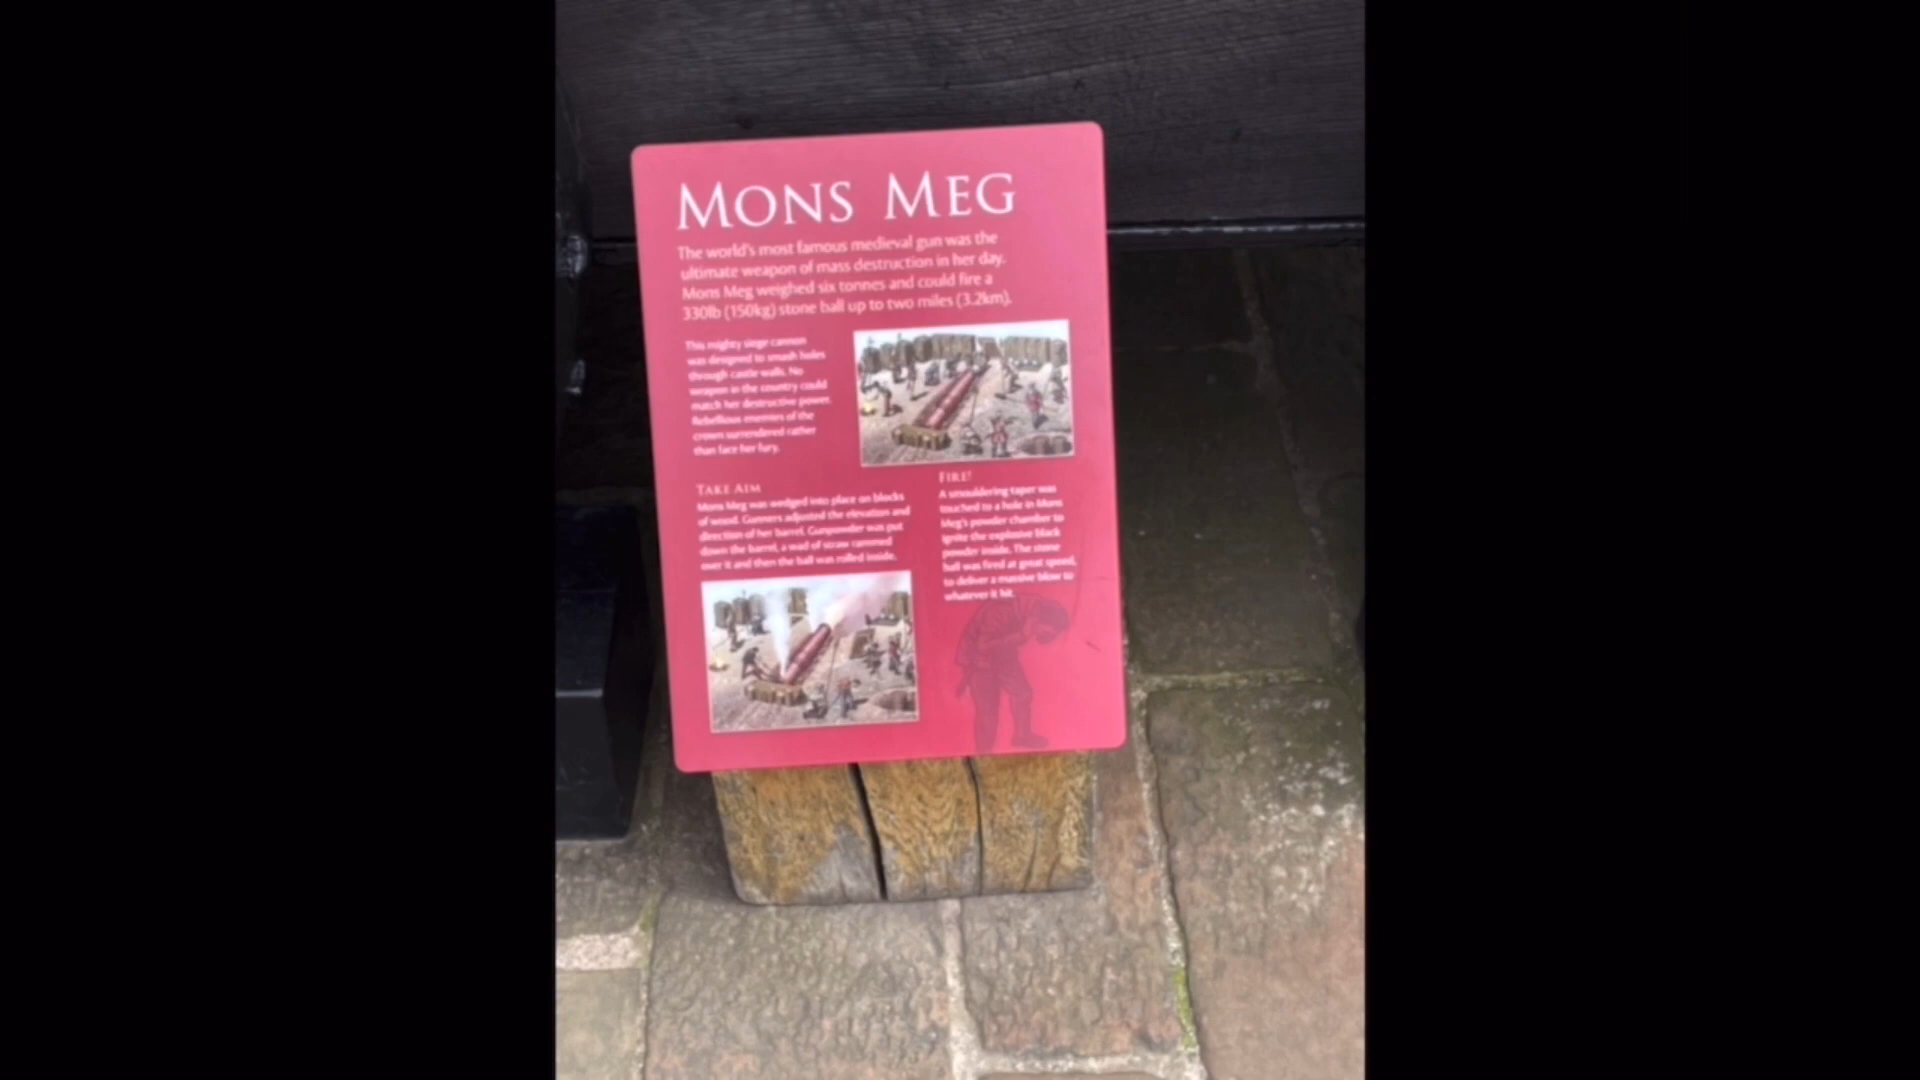 MONS MEG
The world's most famous medieval gun was the
ultimate weapon of mass destruction in her day.
Mons Meg weighed six tonnes and could fire a
330lb (150kg) stone ball up to two miles (3.2km).
This mighty siege cannon
was designed to smash holes
through castle walls. No
weapon in the country could
match her destructive power.
Rebellious enemies of the
crown surrendered rather
than face her fury.
TAKE AIM
Mons Meg was wedged into place on blocks
of wood. Gunners adjusted the elevation and
direction of her barrel. Gunpowder was put
down the barrel, a wad of straw rammed
over it and then the ball was rolled inside.
FIRE!
A smouldering taper was
touched to a hole in Mons
Meg's powder chamber to
ignite the explosive black
powder inside. The stone
ball was fired at great speed,
to deliver a massive blow to
whatever it hit.